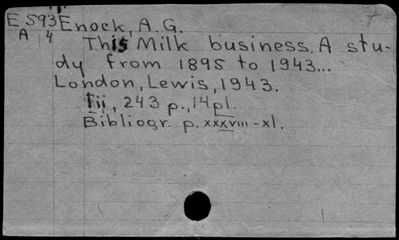 E 593 Enock, A.G.
A 4
This Milk business. A stu-
dy from 1895 to 1943...
London, Lewis, 1943.
iii, 243 p., 14 pl.
Bibliogr. p. xxxviii-xl.